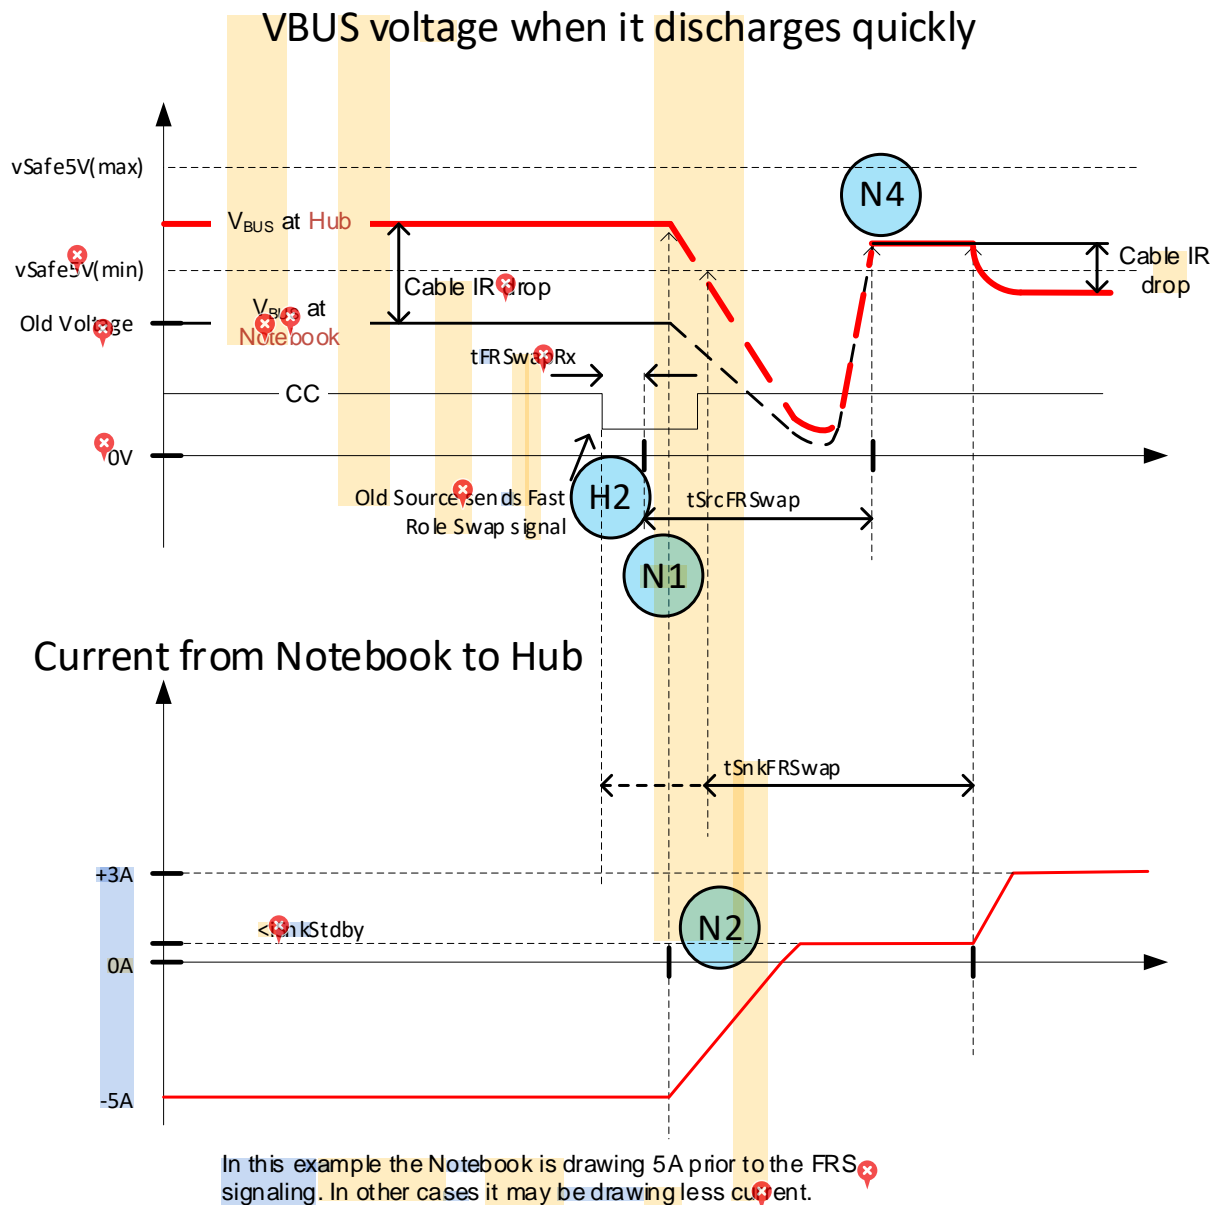 VBUS voltage when it discharges quickly
vSafe5V(max)
N4
VBUS at Hub
vSafe5V(min)
Cable IR drop
Cable IR
drop
VBUS at
Notebook
Old Voltage
tFRSwapRx
CC
0V
Old Source sends Fast
Role Swap signal
H2
tSrcFRSwap
N1
Current from Notebook to Hub
tSnkFRSwap
+3A
N2
<iSnkStdby
0A
-5A
In this example the Notebook is drawing 5A prior to the FRS
signaling. In other cases it may be drawing less current.